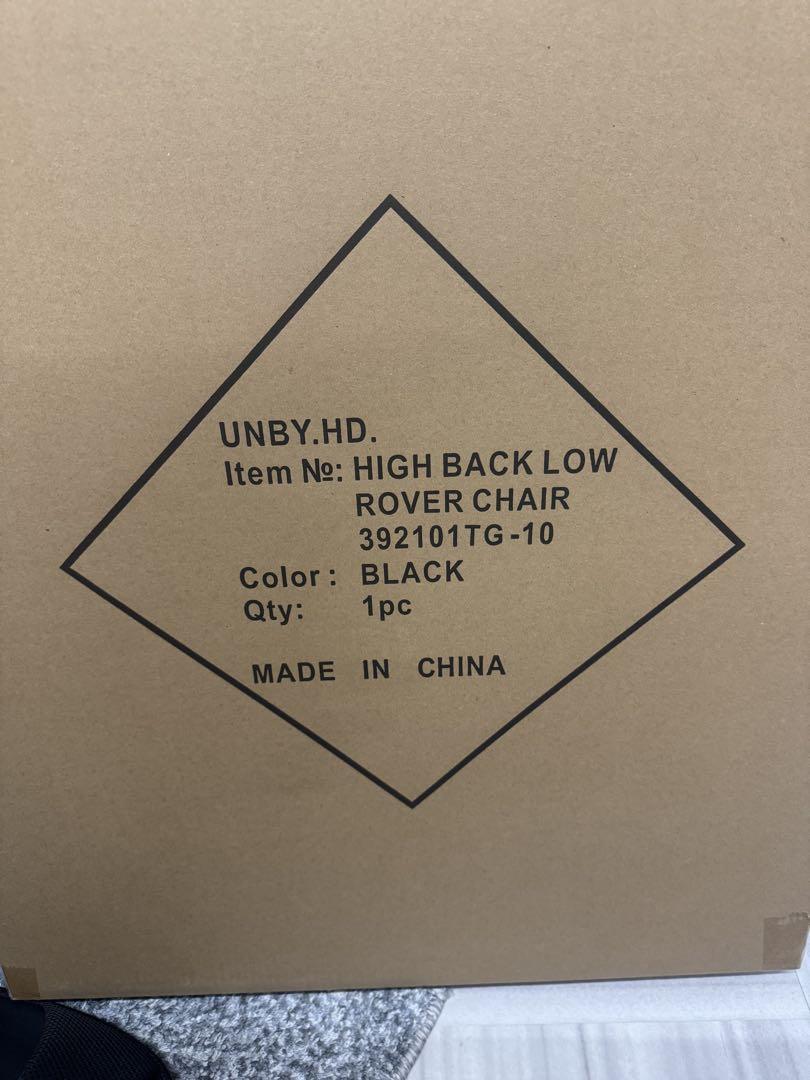 UNBY.HD.
Item №: HIGH BACK LOW
ROVER CHAIR
392101TG-10
Color: BLACK
Qty: 1pc
MADE IN CHINA